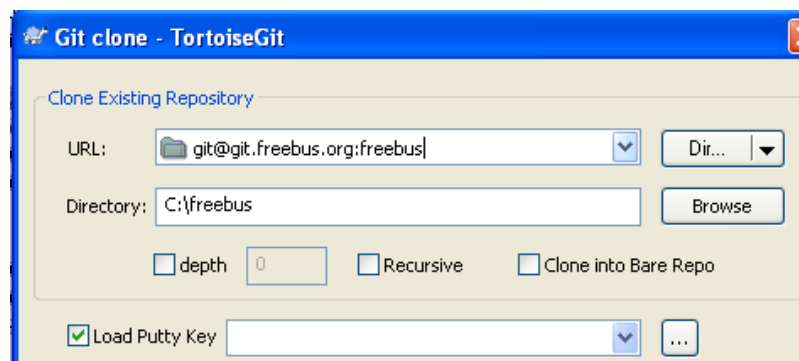 Git clone - TortoiseGit
Clone Existing Repository
URL: git@git.freebus.org:freebus Dir...
Directory: C:\freebus Browse
depth 0 Recursive Clone into Bare Repo
Load Putty Key ...